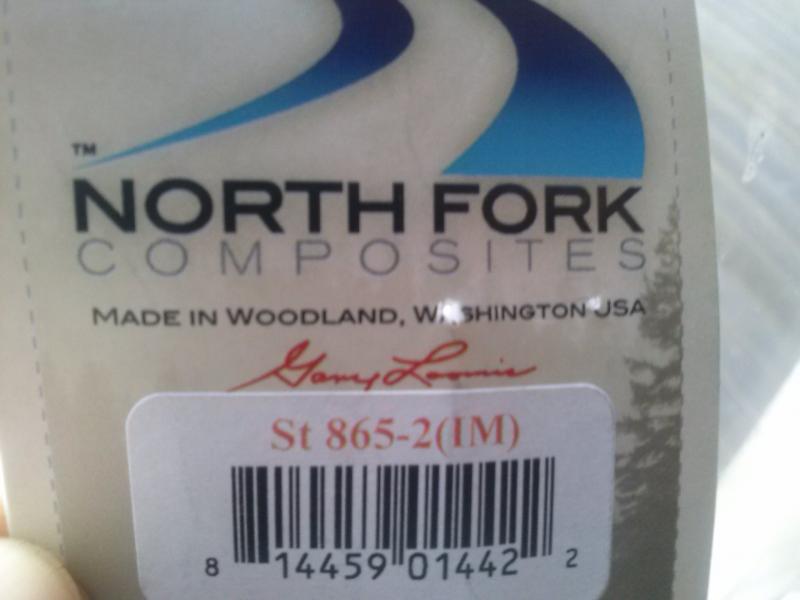 TM
NORTH FORK
COMPOSITES
MADE IN WOODLAND, WASHINGTON USA
Gary Loomis
St 865-2(IM)
8 14459 01442 2